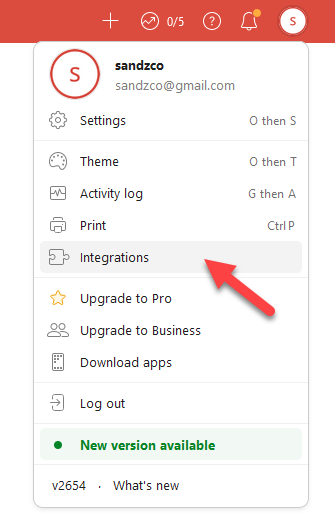 0/5
S
S
sandzco
sandzco@gmail.com
Settings O then S
Theme O then T
Activity log G then A
Print Ctrl P
Integrations
Upgrade to Pro
Upgrade to Business
Download apps
Log out
New version available
v2654 · What's new